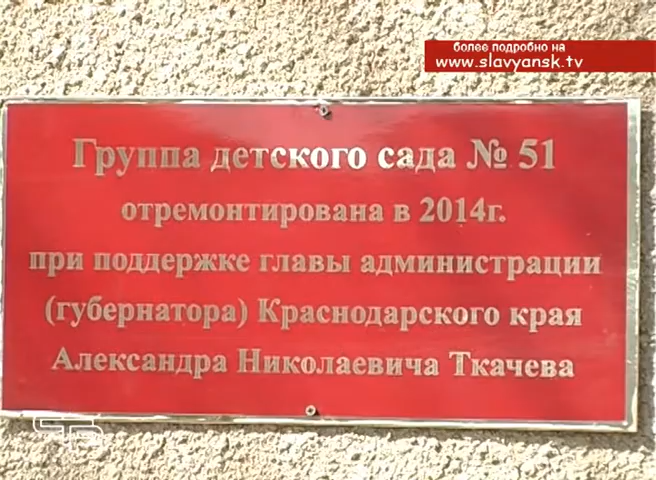 более подробно на
www.slavyansk.tv
Группа детского сада № 51
отремонтирована в 2014г.
при поддержке главы администрации
(губернатора) Краснодарского края
Александра Николаевича Ткачева